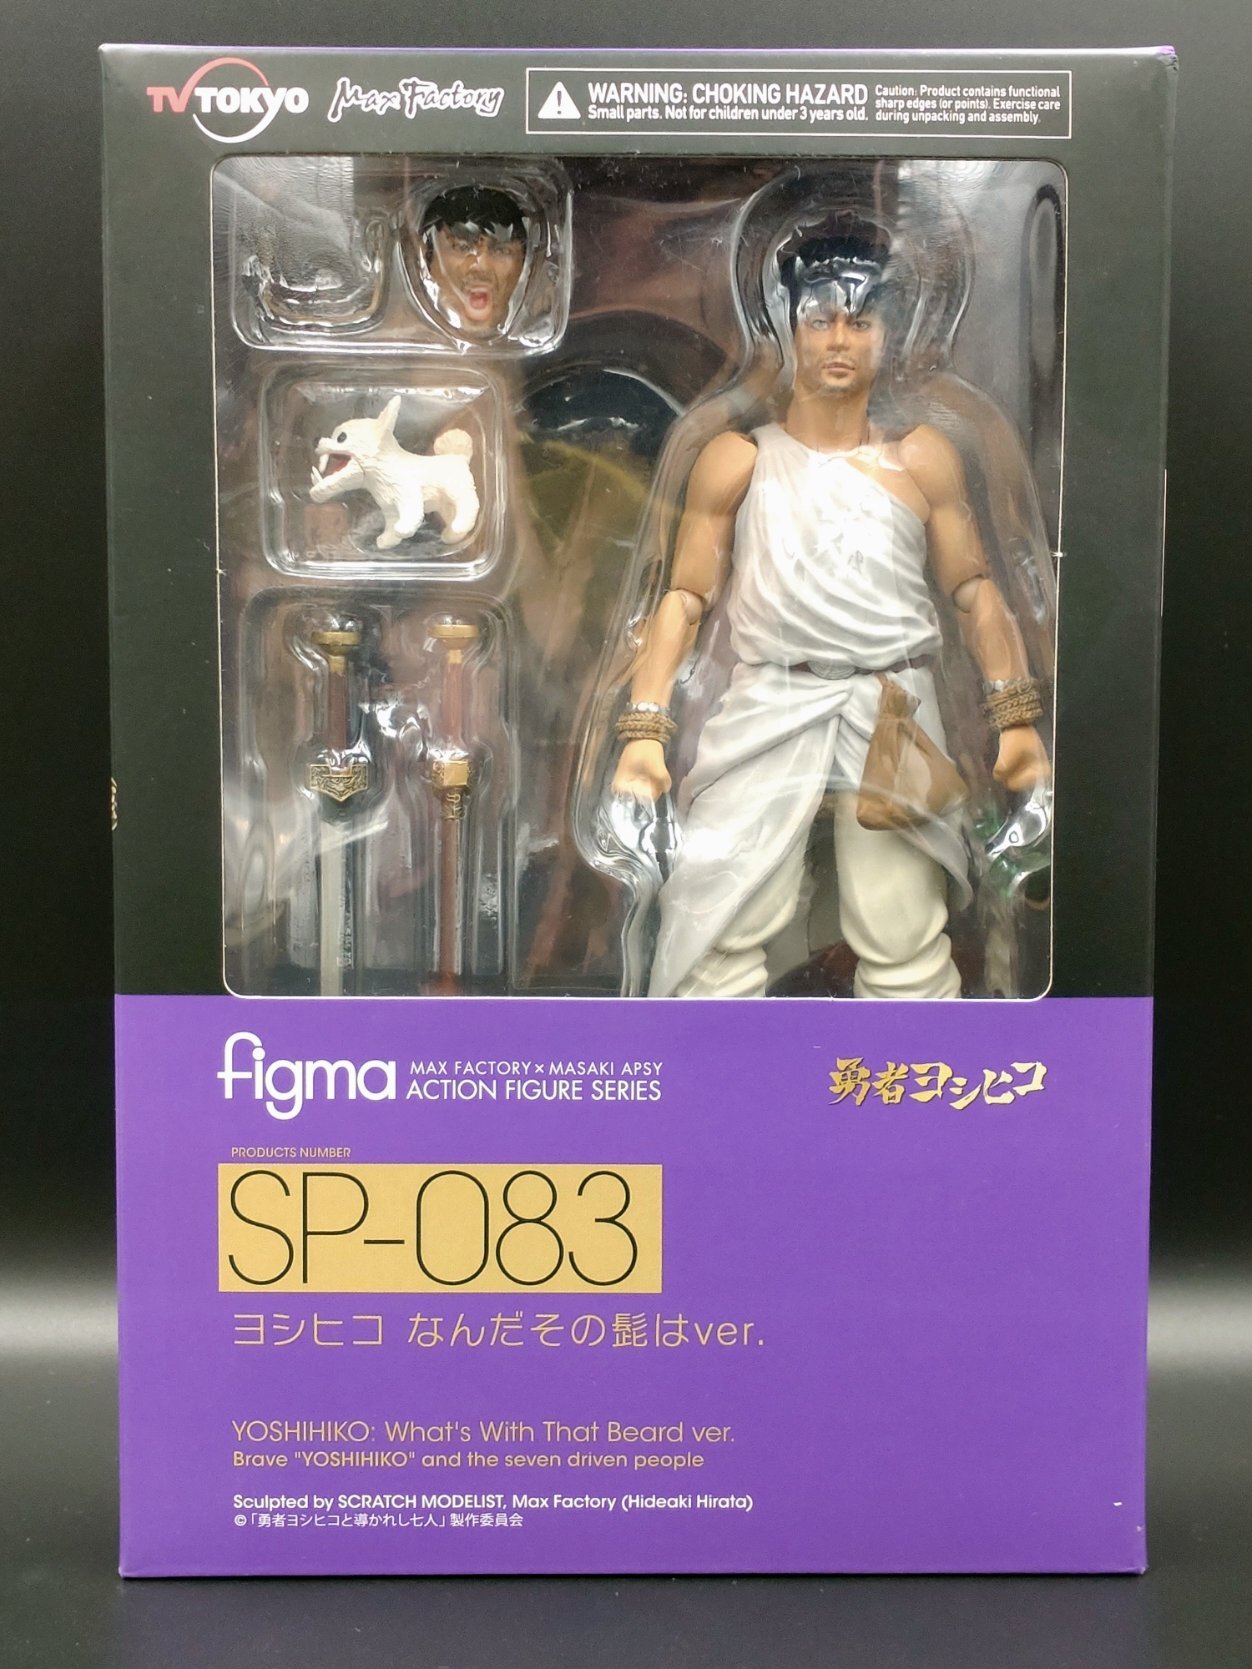 TV TOKYO
Max Factory
WARNING: CHOKING HAZARD
Small parts. Not for children under 3 years old.
Caution: Product contains functional
sharp edges (or points). Exercise care
during unpacking and assembly.
figma
MAX FACTORY × MASAKI APSY
ACTION FIGURE SERIES
勇者ヨシヒコ
PRODUCTS NUMBER
SP-083
ヨシヒコ なんだその髭はver.
YOSHIHIKO: What's With That Beard ver.
Brave "YOSHIHIKO" and the seven driven people
Sculpted by SCRATCH MODELIST, Max Factory (Hideaki Hirata)
©「勇者ヨシヒコと導かれし七人」製作委員会